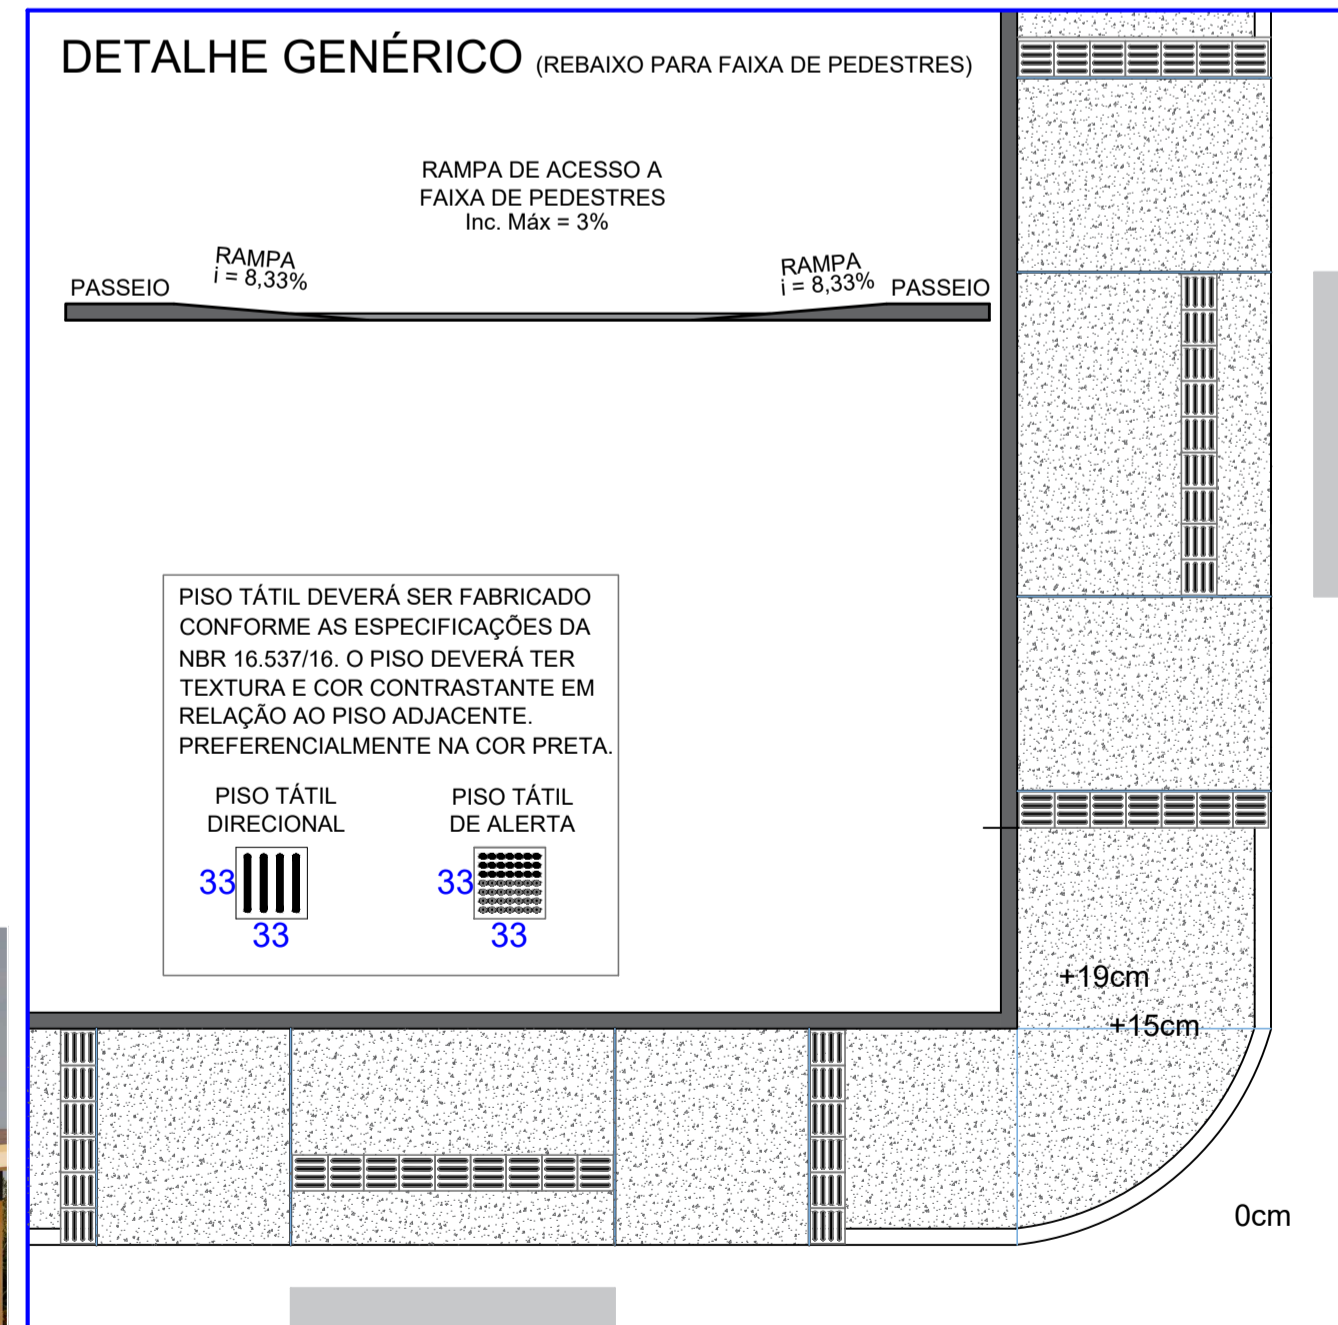 DETALHE GENÉRICO (REBAIXO PARA FAIXA DE PEDESTRES)
RAMPA DE ACESSO A
FAIXA DE PEDESTRES
Inc. Máx = 3%
PASSEIO
RAMPA
i = 8,33%
RAMPA
i = 8,33%
PASSEIO
PISO TÁTIL DEVERÁ SER FABRICADO
CONFORME AS ESPECIFICAÇÕES DA
NBR 16.537/16. O PISO DEVERÁ TER
TEXTURA E COR CONTRASTANTE EM
RELAÇÃO AO PISO ADJACENTE.
PREFERENCIALMENTE NA COR PRETA.
PISO TÁTIL
DIRECIONAL
33
33
PISO TÁTIL
DE ALERTA
33
33
+19cm
+15cm
0cm